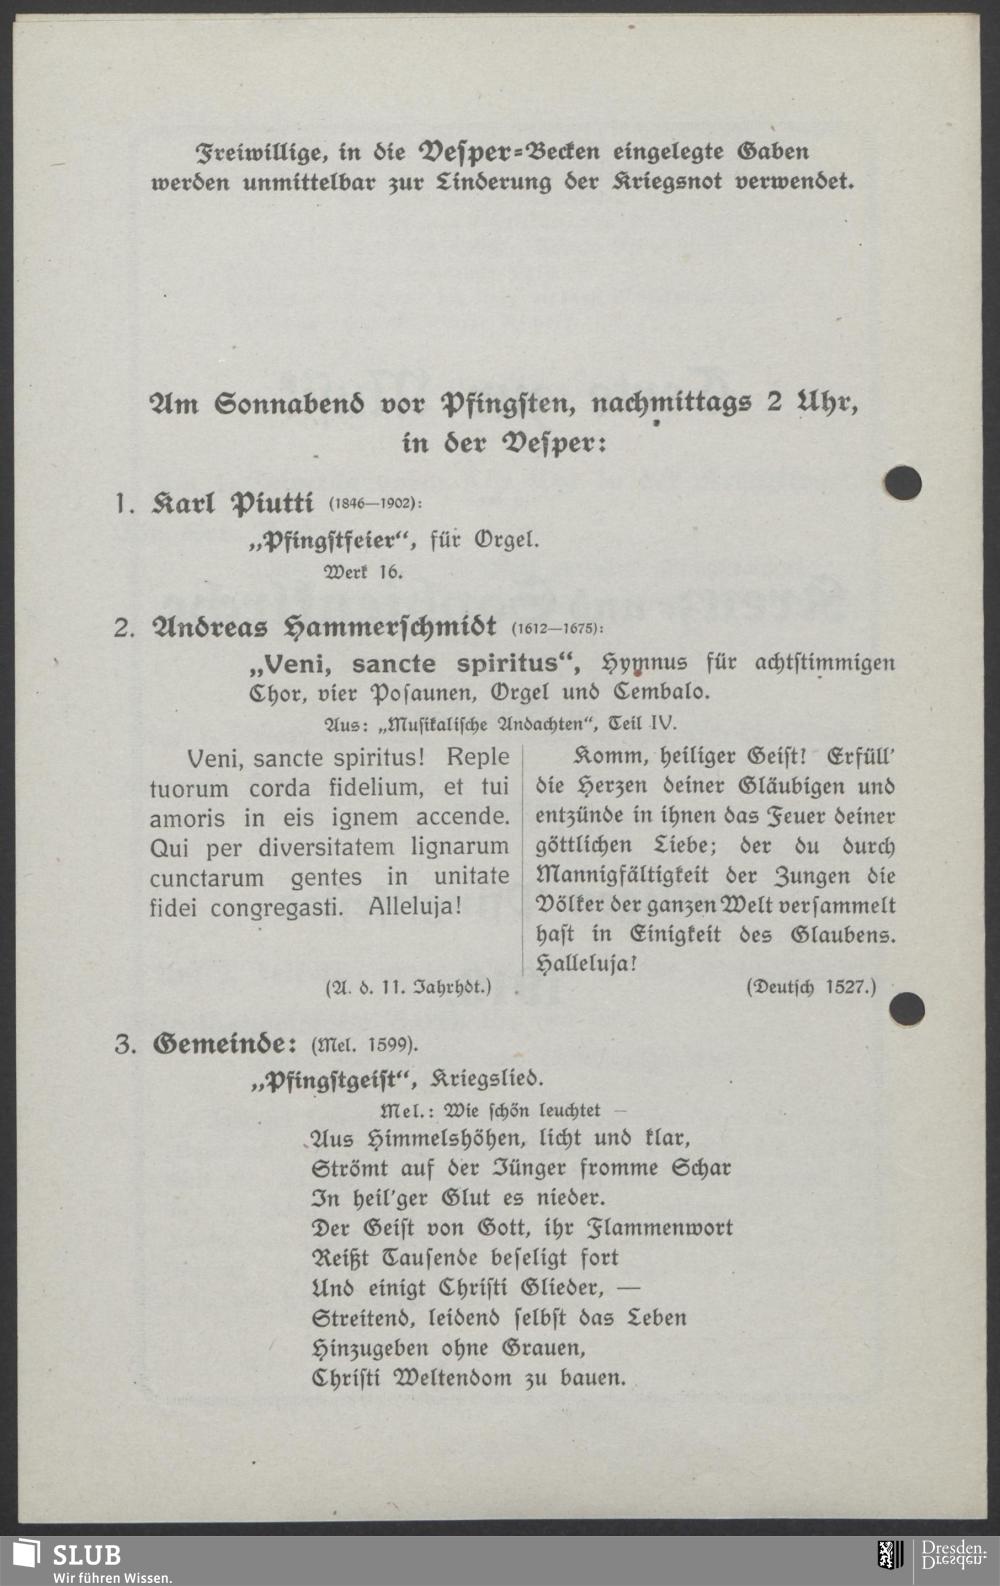 Freiwillige, in die Vesper-Becken eingelegte Gaben
werden unmittelbar zur Linderung der Kriegsnot verwendet.
Am Sonnabend vor Pfingsten, nachmittags 2 Uhr,
in der Vesper:
1. Karl Piutti (1846—1902):
„Pfingstfeier“, für Orgel.
Werk 16.
2. Andreas Hammerschmidt (1612—1675):
„Veni, sancte spiritus“, Hymnus für achtstimmigen
Chor, vier Posaunen, Orgel und Cembalo.
Aus: „Musikalische Andachten“, Teil IV.
Veni, sancte spiritus! Reple
tuorum corda fidelium, et tui
amoris in eis ignem accende.
Qui per diversitatem lignarum
cunctarum gentes in unitate
fidei congregasti. Alleluja!
(A. d. 11. Jahrhdt.)
Komm, heiliger Geist! Erfüll’
die Herzen deiner Gläubigen und
entzünde in ihnen das Feuer deiner
göttlichen Liebe; der du durch
Mannigfältigkeit der Zungen die
Völker der ganzen Welt versammelt
hast in Einigkeit des Glaubens.
Halleluja!
(Deutsch 1527.)
3. Gemeinde: (Mel. 1599).
„Pfingstgeist“, Kriegslied.
Mel.: Wie schön leuchtet —
Aus Himmelshöhen, licht und klar,
Strömt auf der Jünger fromme Schar
In heil’ger Glut es nieder.
Der Geist von Gott, ihr Flammenwort
Reißt Tausende beseligt fort
Und einigt Christi Glieder, —
Streitend, leidend selbst das Leben
Hinzugeben ohne Grauen,
Christi Weltendom zu bauen.
SLUB
Wir führen Wissen.
Dresden.
Dresden.